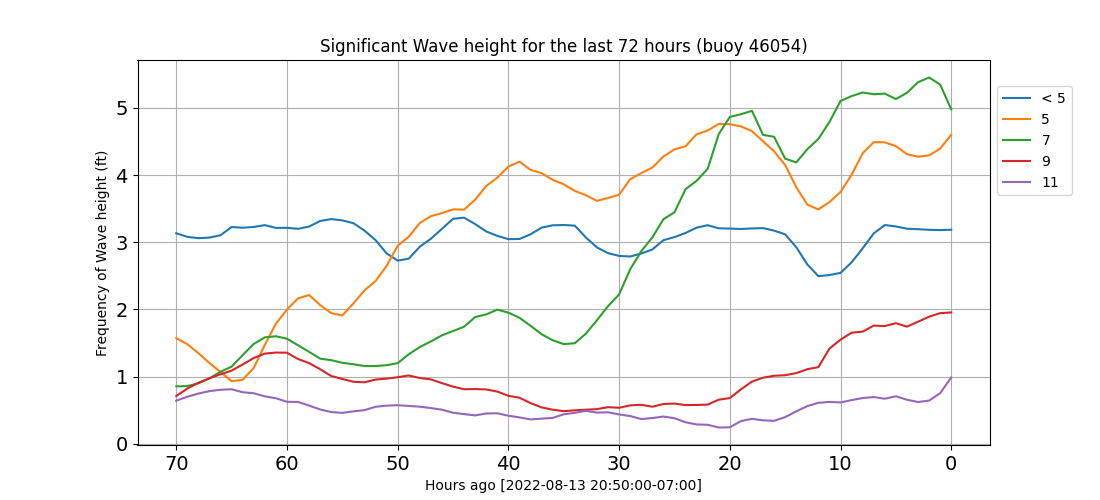 Significant Wave height for the last 72 hours (buoy 46054)
Frequency of Wave height (ft)
5
4
3
2
1
0
70 60 50 40 30 20 10 0
Hours ago [2022-08-13 20:50:00-07:00]
< 5
5
7
9
11